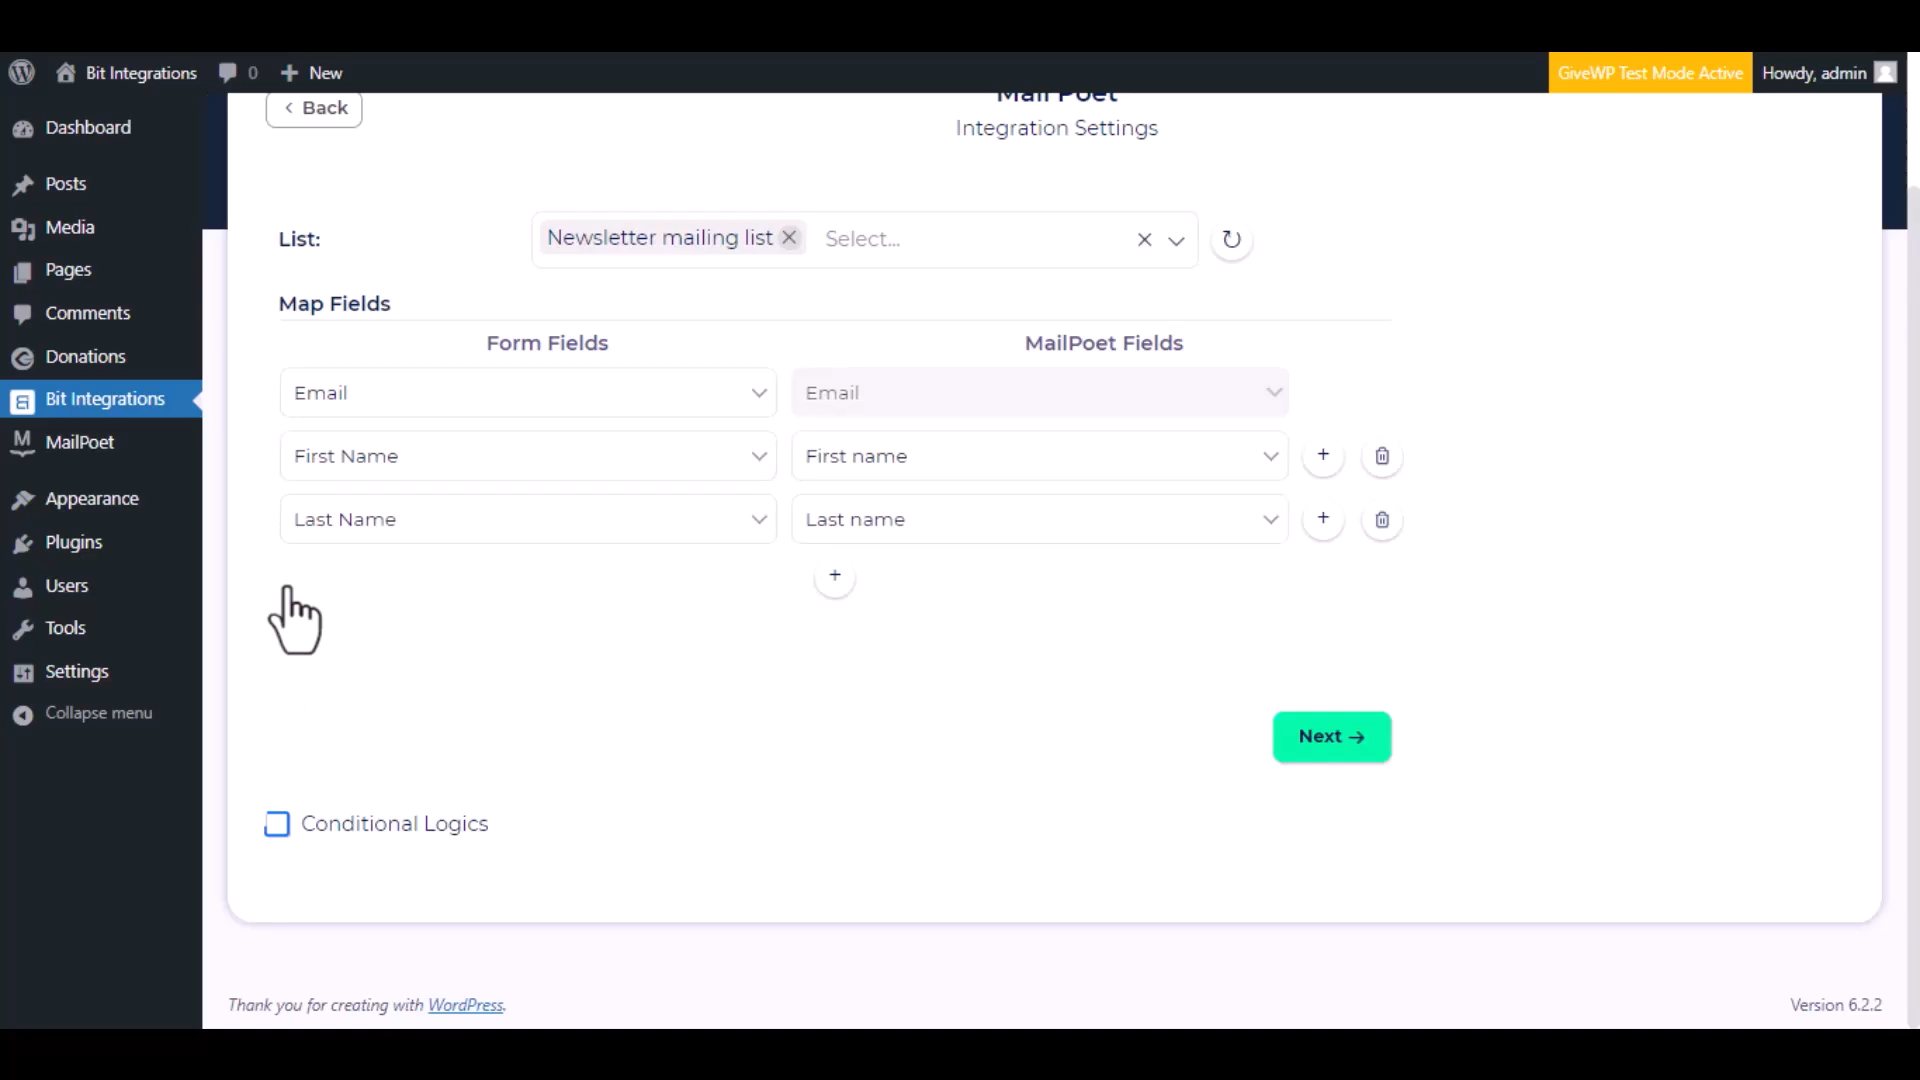 Bit Integrations 0 New GiveWP Test Mode Active Howdy, admin
Dashboard
Posts
Media
Pages
Comments
Donations
Bit Integrations
MailPoet
Appearance
Plugins
Users
Tools
Settings
Collapse menu
Back
Mail Poet
Integration Settings
List: Newsletter mailing list Select...
Map Fields
Form Fields MailPoet Fields
Email Email
First Name First name
Last Name Last name
Next →
Conditional Logics
Thank you for creating with WordPress. Version 6.2.2